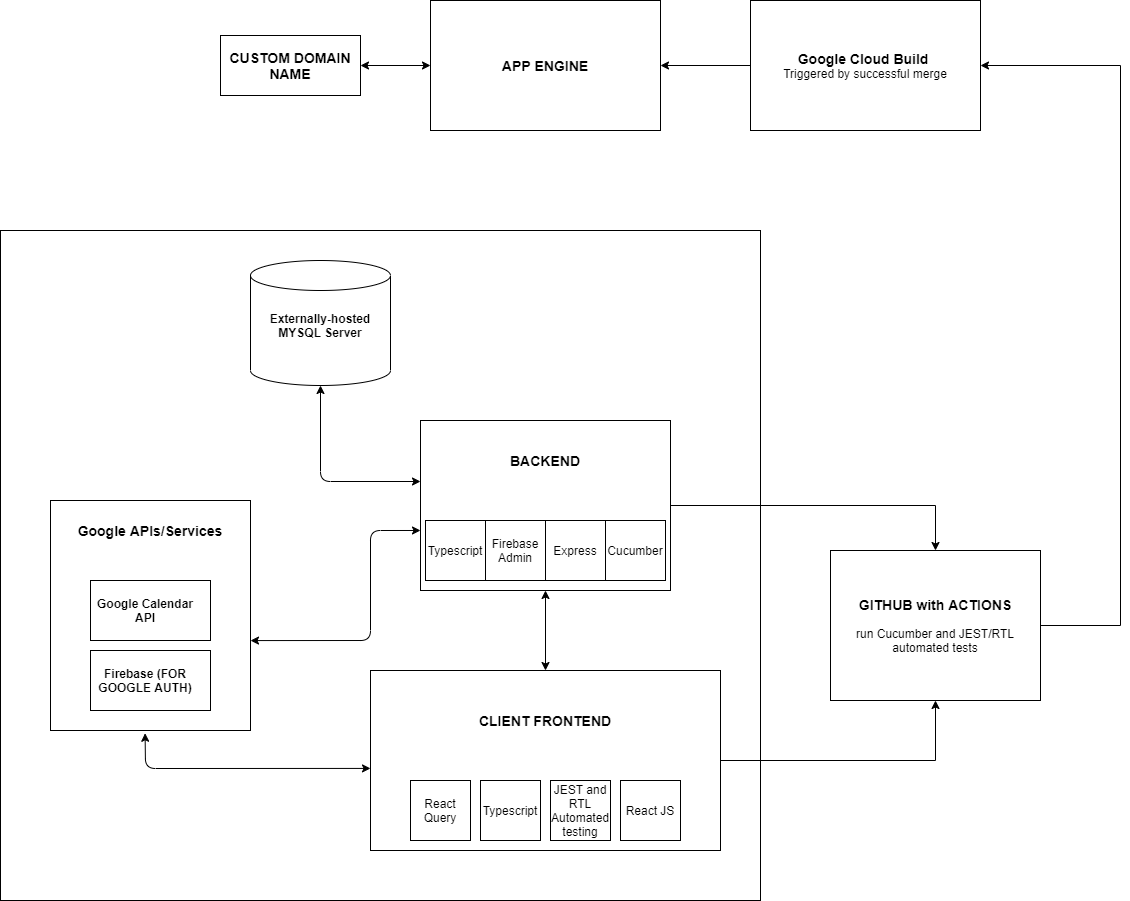 CUSTOM DOMAIN
NAME
APP ENGINE
Google Cloud Build
Triggered by successful merge
Externally-hosted
MYSQL Server
BACKEND
Typescript
Firebase
Admin
Express
Cucumber
Google APIs/Services
Google Calendar
API
Firebase (FOR
GOOGLE AUTH)
GITHUB with ACTIONS
run Cucumber and JEST/RTL
automated tests
CLIENT FRONTEND
React
Query
Typescript
JEST and
RTL
Automated
testing
React JS